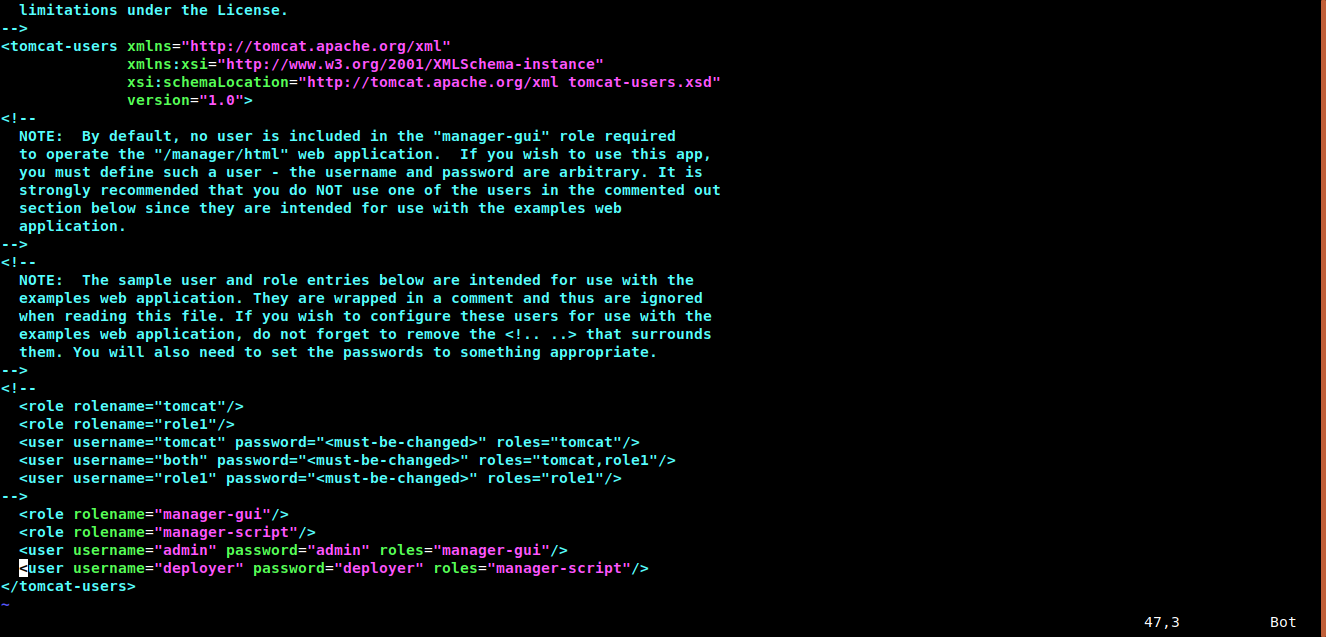 limitations under the License.
-->
<tomcat-users xmlns="http://tomcat.apache.org/xml"
              xmlns:xsi="http://www.w3.org/2001/XMLSchema-instance"
              xsi:schemaLocation="http://tomcat.apache.org/xml tomcat-users.xsd"
              version="1.0">
<!--
  NOTE:  By default, no user is included in the "manager-gui" role required
  to operate the "/manager/html" web application.  If you wish to use this app,
  you must define such a user - the username and password are arbitrary. It is
  strongly recommended that you do NOT use one of the users in the commented out
  section below since they are intended for use with the examples web
  application.
-->
<!--
  NOTE:  The sample user and role entries below are intended for use with the
  examples web application. They are wrapped in a comment and thus are ignored
  when reading this file. If you wish to configure these users for use with the
  examples web application, do not forget to remove the <!.. ..> that surrounds
  them. You will also need to set the passwords to something appropriate.
-->
<!--
  <role rolename="tomcat"/>
  <role rolename="role1"/>
  <user username="tomcat" password="<must-be-changed>" roles="tomcat"/>
  <user username="both" password="<must-be-changed>" roles="tomcat,role1"/>
  <user username="role1" password="<must-be-changed>" roles="role1"/>
-->
  <role rolename="manager-gui"/>
  <role rolename="manager-script"/>
  <user username="admin" password="admin" roles="manager-gui"/>
  <user username="deployer" password="deployer" roles="manager-script"/>
</tomcat-users>
~
47,3          Bot